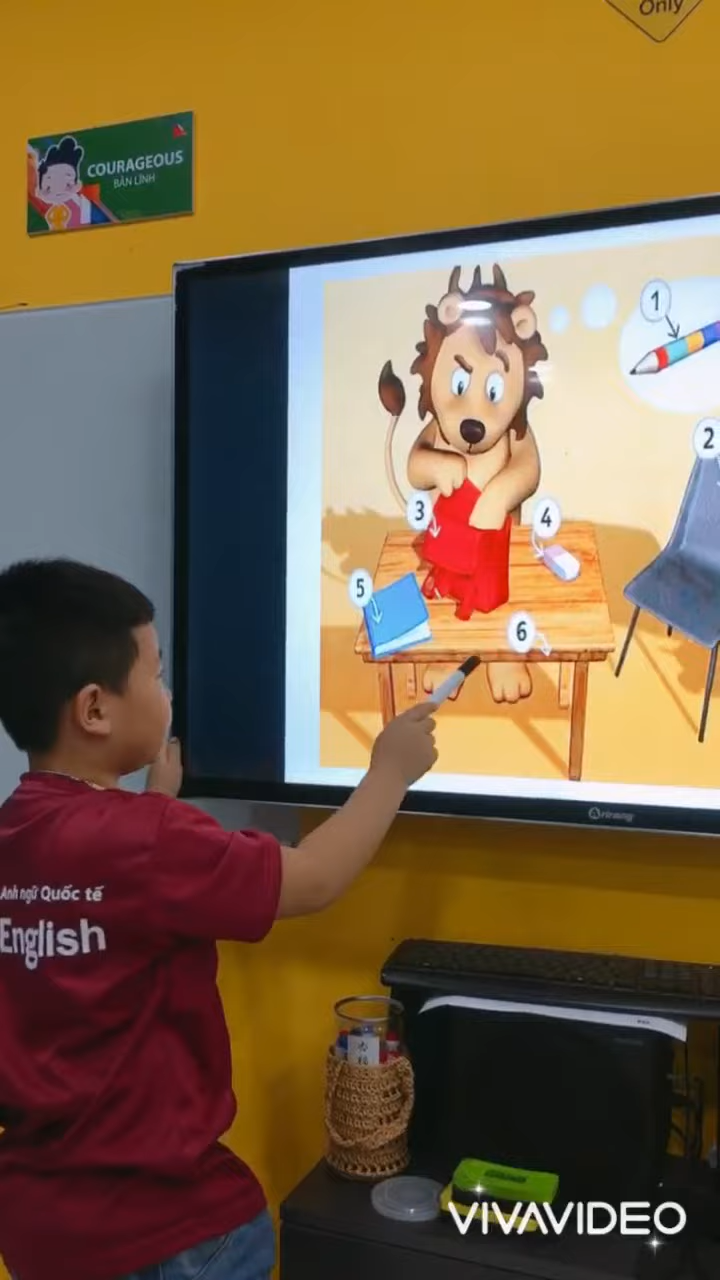 Only
COURAGEOUS
BẢN LĨNH
1
2
3
4
5
6
Arirang
Anh ngữ Quốc tế
English
VIVAVIDEO